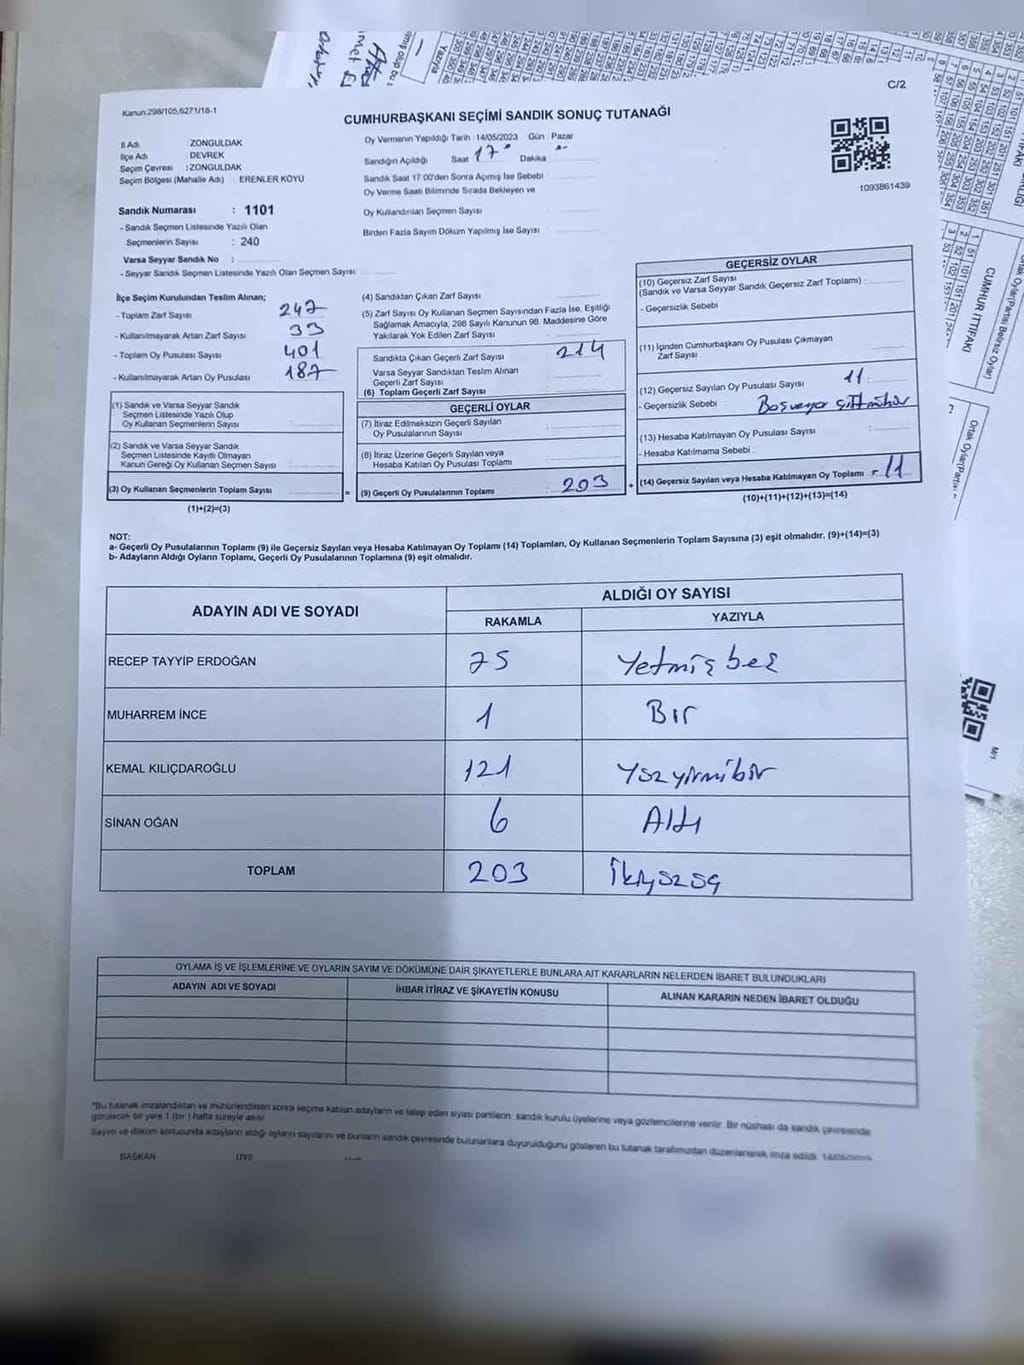 C/2
Kanun,298/105,6271/18-1
CUMHURBAŞKANI SEÇİMİ SANDIK SONUÇ TUTANAĞI
İl Adı ZONGULDAK
İlçe Adı DEVREK
Seçim Çevresi :ZONGULDAK
Seçim Bölgesi (Mahalle Adı) : ERENLER KÖYÜ
Oy Vermenin Yapıldığı Tarih :14/05/2023 Gün Pazar
Sandığın Açıldığı Saat 17 Dakika
Sandık Saat 17.00'den Sonra Açımış İse Sebebi
Oy Verme Saati Bitiminde Sırada Bekleyen ve
Oy Kullandırılan Seçmen Sayısı
Birden Fazla Sayım Döküm Yapılmış İse Sayısı :
1093861439
Sandık Numarası : 1101
- Sandık Seçmen Listesinde Yazılı Olan
Seçmenlerin Sayısı : 240
Varsa Seyyar Sandık No :
- Seyyar Sandık Seçmen Listesinde Yazılı Olan Seçmen Sayısı
İlçe Seçim Kurulundan Teslim Alınan;
- Toplam Zarf Sayısı : 247
- Kullanılmayarak Artan Zarf Sayısı : 33
- Toplam Oy Pusulası Sayısı : 401
- Kullanılmayarak Artan Oy Pusulası : 187
(1) Sandık ve Varsa Seyyar Sandık
Seçmen Listesinde Yazılı Olup
Oy Kullanan Seçmenlerin Sayısı :
(2) Sandık ve Varsa Seyyar Sandık
Seçmen Listesinde Kayıtlı Olmayan
Kanun Gereği Oy Kullanan Seçmen Sayısı
(3) Oy Kullanan Seçmenlerin Toplam Sayısı :
(1)+(2)=(3)
(4) Sandıktan Çıkan Zarf Sayısı
(5) Zarf Sayısı Oy Kullanan Seçmen Sayısından Fazla İse, Eşitliği
Sağlamak Amacıyla, 298 Sayılı Kanunun 98. Maddesine Göre
Yakılarak Yok Edilen Zarf Sayısı
Sandıkta Çıkan Geçerli Zarf Sayısı : 214
Varsa Seyyar Sandıktan Teslim Alınan
Geçerli Zarf Sayısı
(6) Toplam Geçerli Zarf Sayısı
GEÇERLİ OYLAR
(7) İtiraz Edilmeksizin Geçerli Sayılan
Oy Pusulalarının Sayısı
(8) İtiraz Üzerine Geçerli Sayılan veya
Hesaba Katılan Oy Pusulası Toplamı
= (9) Geçerli Oy Pusulalarının Toplamı : 203
GEÇERSİZ OYLAR
(10) Geçersiz Zarf Sayısı
(Sandık ve Varsa Seyyar Sandık Geçersiz Zarf Toplamı) :
- Geçersizlik Sebebi
(11) İçinden Cumhurbaşkanı Oy Pusulası Çıkmayan
Zarf Sayısı
(12) Geçersiz Sayılan Oy Pusulası Sayısı 11
- Geçersizlik Sebebi : Boşveya çift mühür
(13) Hesaba Katılmayan Oy Pusulası Sayısı
- Hesaba Katılmama Sebebi :
+ (14) Geçersiz Sayılan veya Hesaba Katılmayan Oy Toplamı 11
(10)+(11)+(12)+(13)=(14)
NOT:
a- Geçerli Oy Pusulalarının Toplamı (9) ile Geçersiz Sayılan veya Hesaba Katılmayan Oy Toplamı (14) Toplamları, Oy Kullanan Seçmenlerin Toplam Sayısına (3) eşit olmalıdır. (9)+(14)=(3)
b- Adayların Aldığı Oyların Toplamı, Geçerli Oy Pusulalarının Toplamına (9) eşit olmalıdır.
ADAYIN ADI VE SOYADI
ALDIĞI OY SAYISI
RAKAMLA YAZIYLA
RECEP TAYYİP ERDOĞAN 75 Yetmiş beş
MUHARREM İNCE 1 Bir
KEMAL KILIÇDAROĞLU 121 Yüzyirmibir
SİNAN OĞAN 6 Altı
TOPLAM 203 İkiyüzüç
OYLAMA İŞ VE İŞLEMLERİNE VE OYLARIN SAYIM VE DÖKÜMÜNE DAİR ŞİKAYETLERLE BUNLARA AİT KARARLARIN NELERDEN İBARET BULUNDUKLARI
ADAYIN ADI VE SOYADI İHBAR İTİRAZ VE ŞİKAYETİN KONUSU ALINAN KARARIN NEDEN İBARET OLDUĞU
*Bu tutanak imzalandıktan ve mühürlendikten sonra seçime katılan adayların ve talep eden siyasi partilerin sandık kurulu üyelerine veya gözlemcilerine verilir. Bir nüshası da sandık çevresinde
görülecek bir yere 1 (bir) hafta süreyle asılır.
Sayım ve döküm sonucunda adayların aldığı oyların sayılarını ve bunların sandık çevresinde bulunanlara duyurulduğunu gösteren bu tutanak tarafımızdan düzenlenerek imza edildi. 14/05/2023
BAŞKAN ÜYE
CUMHUR İTTİFAKI
M/1